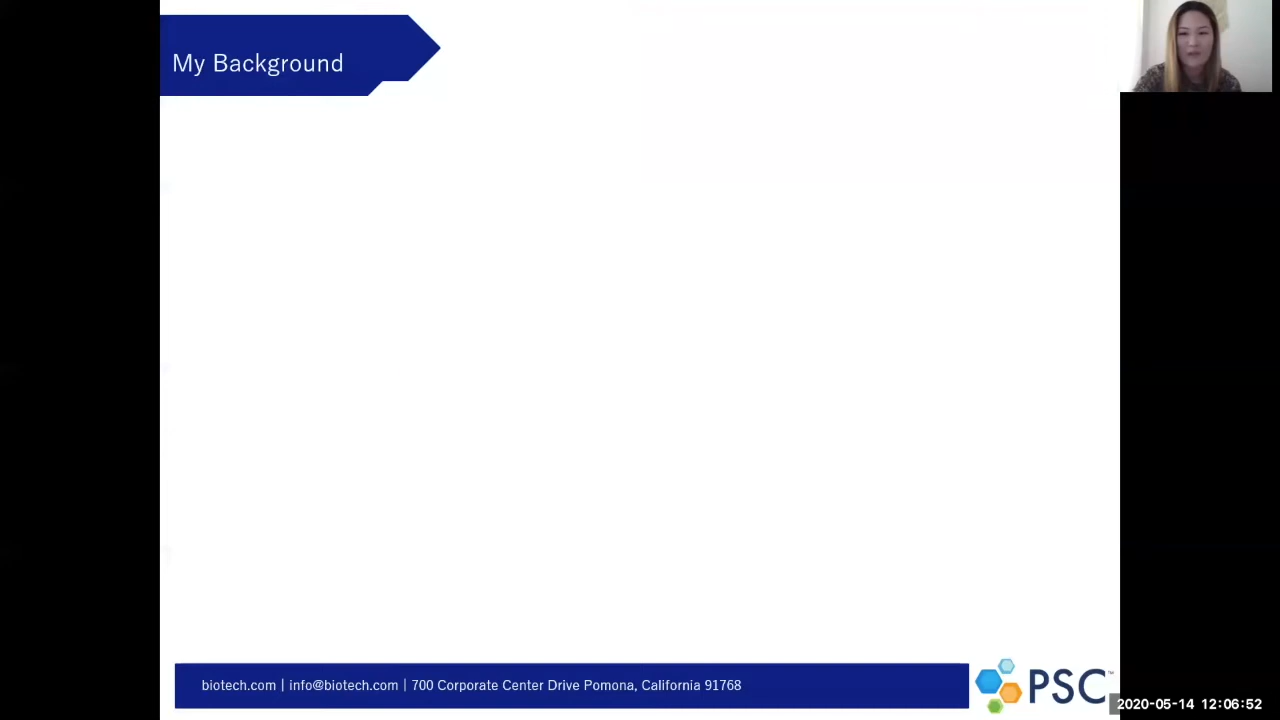 My Background
biotech.com | info@biotech.com | 700 Corporate Center Drive Pomona, California 91768
PSC™
2020-05-14 12:06:52